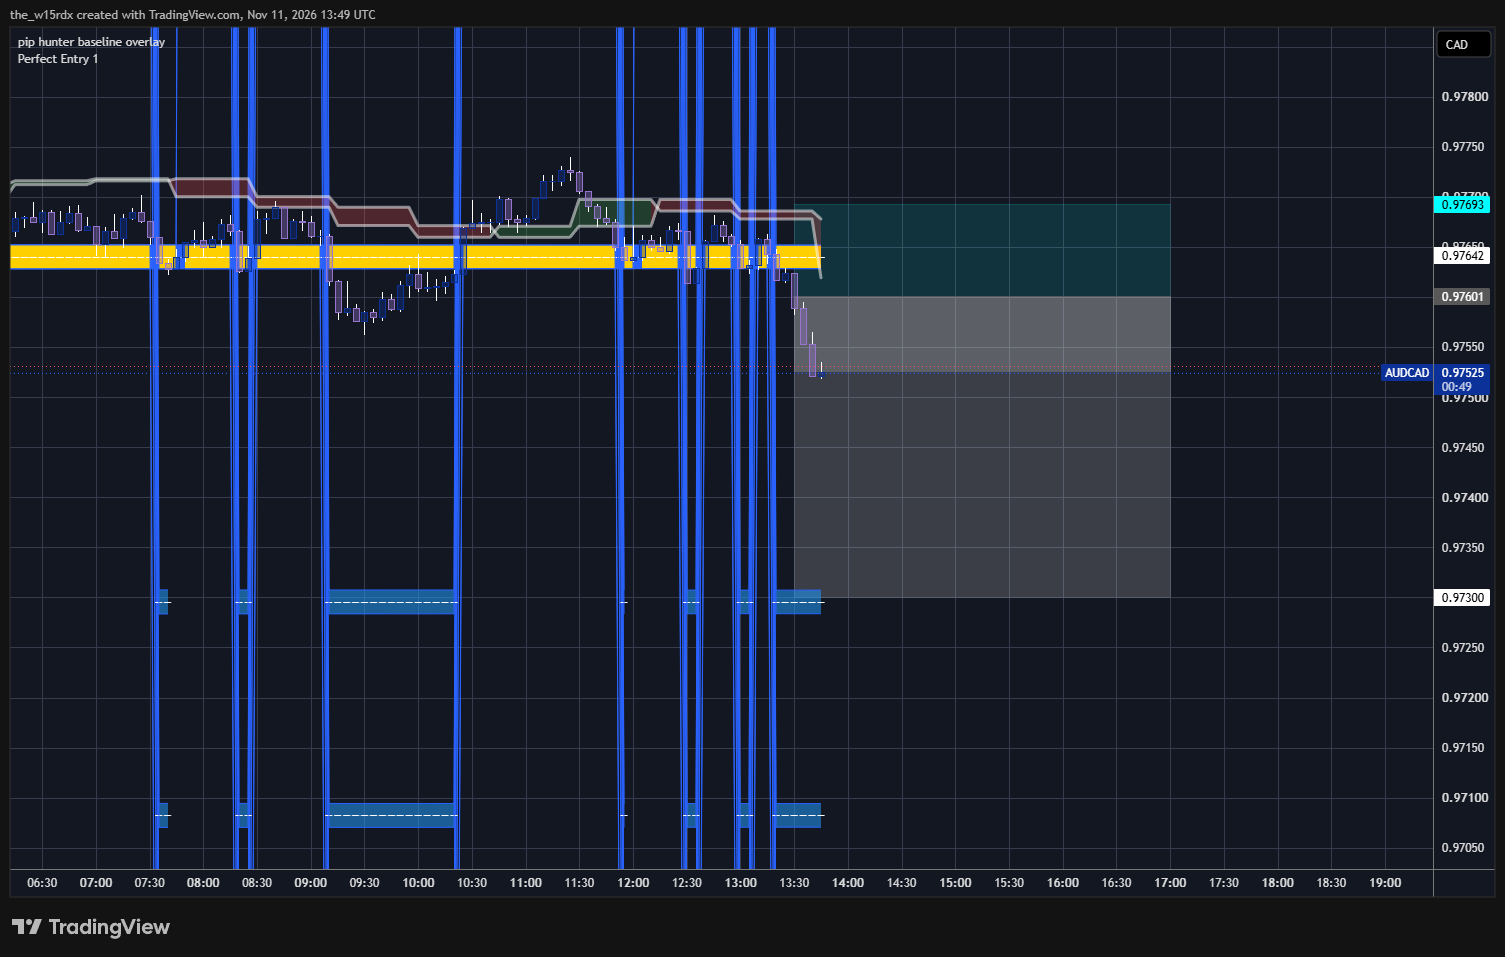 the_w15rdx created with TradingView.com, Nov 11, 2026 13:49 UTC
pip hunter baseline overlay
Perfect Entry 1
CAD
0.97800
0.97750
0.97700
0.97693
0.97650
0.97642
0.97601
0.97550
AUDCAD 0.97525
00:49
0.97500
0.97450
0.97400
0.97350
0.97300
0.97250
0.97200
0.97150
0.97100
0.97050
06:30 07:00 07:30 08:00 08:30 09:00 09:30 10:00 10:30 11:00 11:30 12:00 12:30 13:00 13:30 14:00 14:30 15:00 15:30 16:00 16:30 17:00 17:30 18:00 18:30 19:00
TradingView